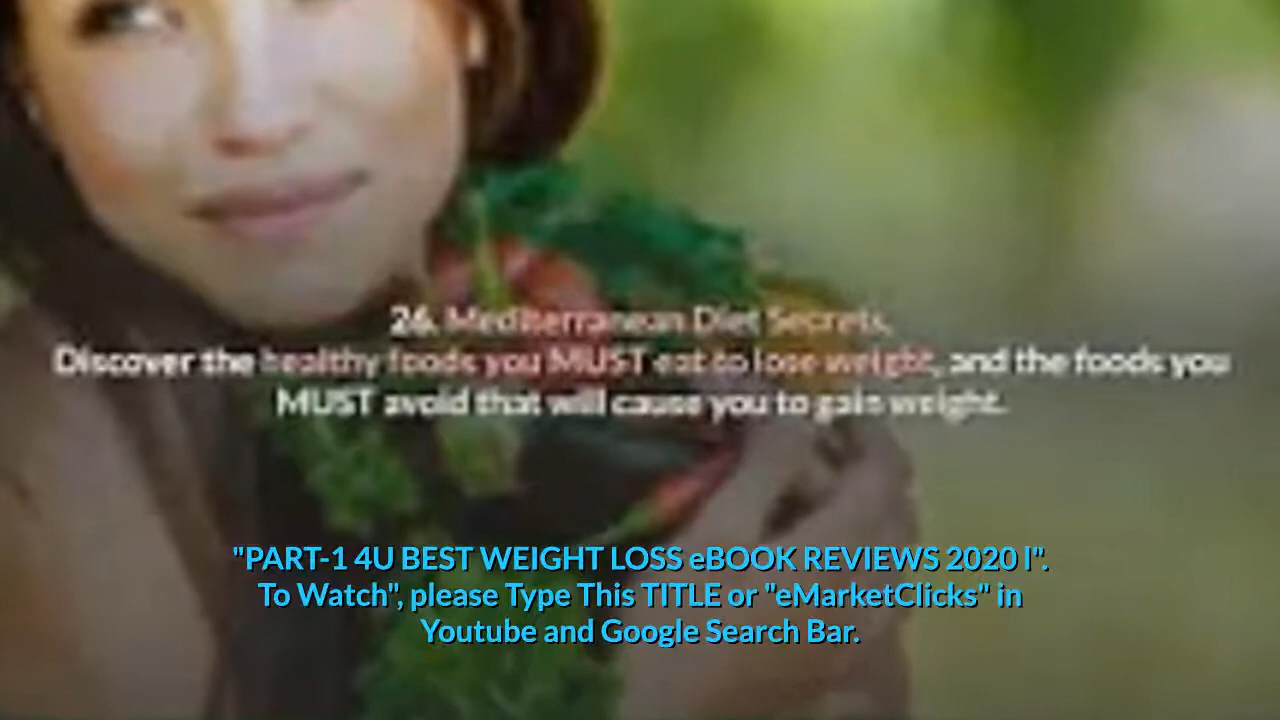 26. Mediterranean Diet Secrets.
Discover the healthy foods you MUST eat to lose weight, and the foods you
MUST avoid that will cause you to gain weight.
"PART-1 4U BEST WEIGHT LOSS eBOOK REVIEWS 2020 l".
To Watch", please Type This TITLE or "eMarketClicks" in
Youtube and Google Search Bar.